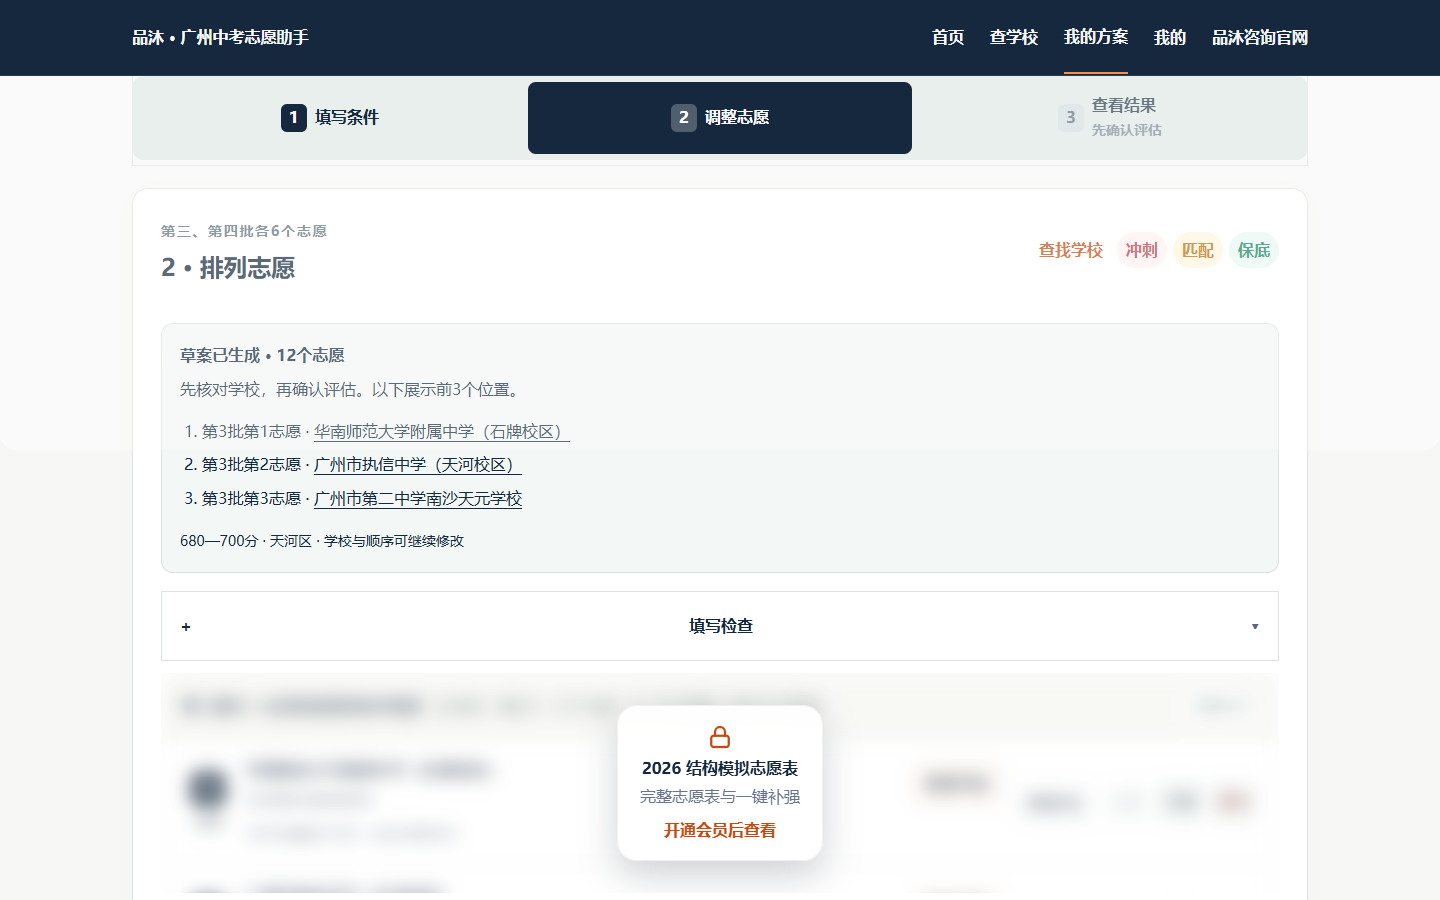 品沐 • 广州中考志愿助手
首页 查学校 我的方案 我的 品沐咨询官网
1 填写条件
2 调整志愿
3 查看结果
先确认评估
第三、第四批各6个志愿
2 • 排列志愿
查找学校 冲刺 匹配 保底
草案已生成 • 12个志愿
先核对学校，再确认评估。以下展示前3个位置。
1. 第3批第1志愿 · 华南师范大学附属中学（石牌校区）
2. 第3批第2志愿 · 广州市执信中学（天河校区）
3. 第3批第3志愿 · 广州市第二中学南沙天元学校
680—700分 · 天河区 · 学校与顺序可继续修改
+ 填写检查 ▾
2026 结构模拟志愿表
完整志愿表与一键补强
开通会员后查看